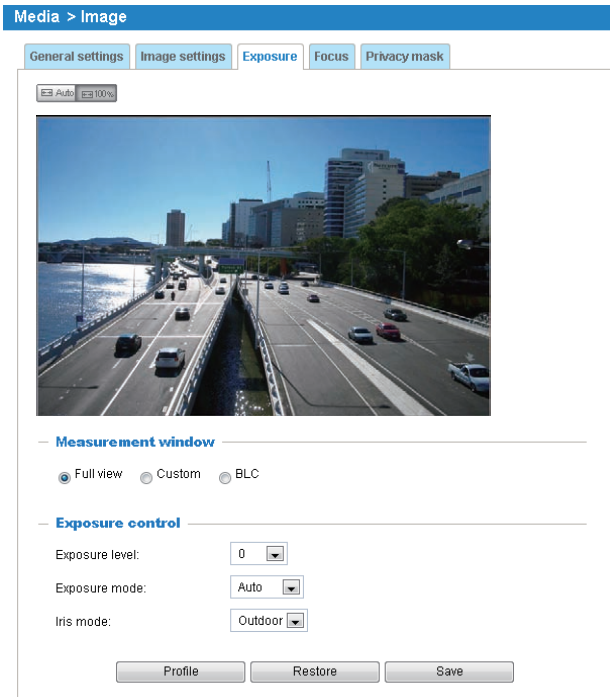 Media > Image
General settings Image settings Exposure Focus Privacy mask
Auto 100%
Measurement window
Full view Custom BLC
Exposure control
Exposure level: 0
Exposure mode: Auto
Iris mode: Outdoor
Profile Restore Save